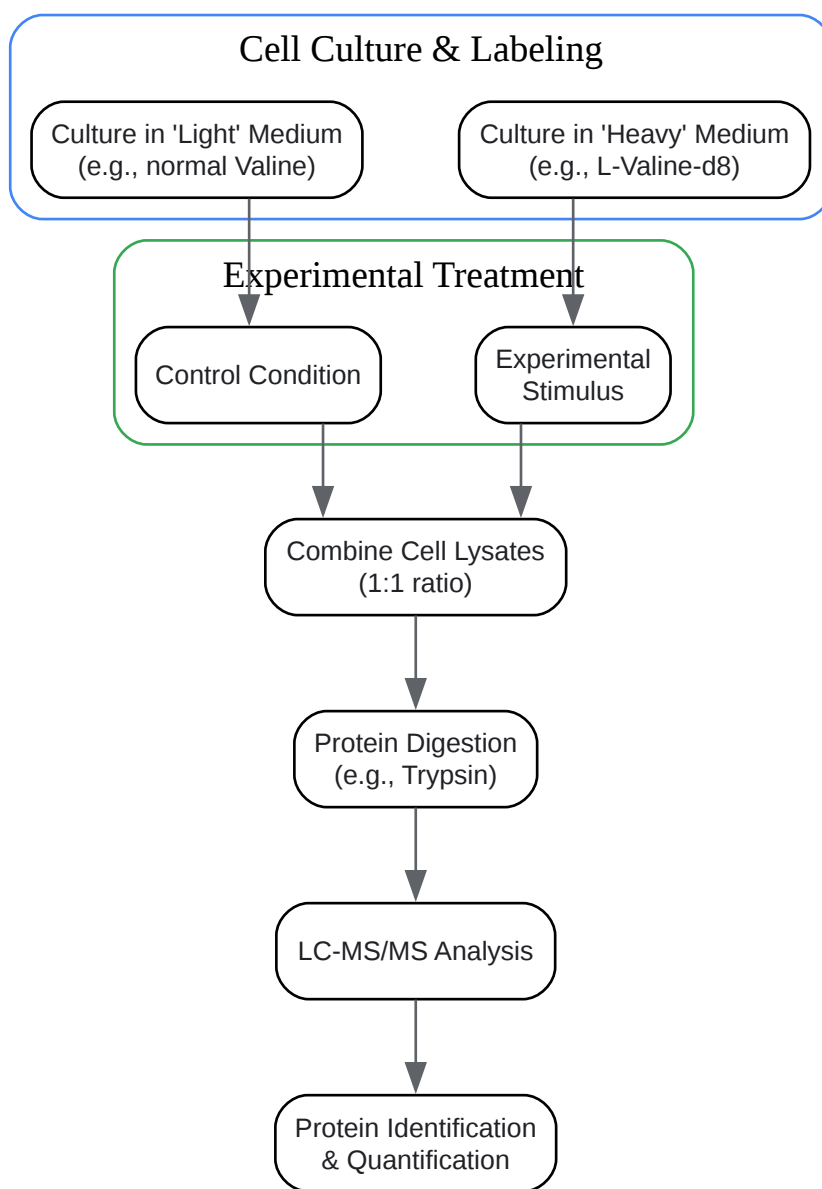 Cell Culture & Labeling
Culture in 'Light' Medium
(e.g., normal Valine)
Culture in 'Heavy' Medium
(e.g., L-Valine-d8)
Experimental Treatment
Control Condition
Experimental
Stimulus
Combine Cell Lysates
(1:1 ratio)
Protein Digestion
(e.g., Trypsin)
LC-MS/MS Analysis
Protein Identification
& Quantification